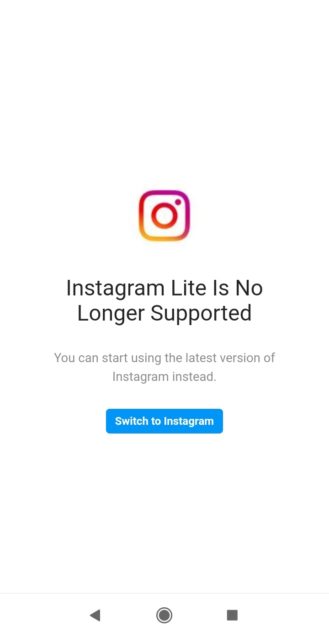 Instagram Lite Is No
Longer Supported
You can start using the latest version of
Instagram instead.
Switch to Instagram